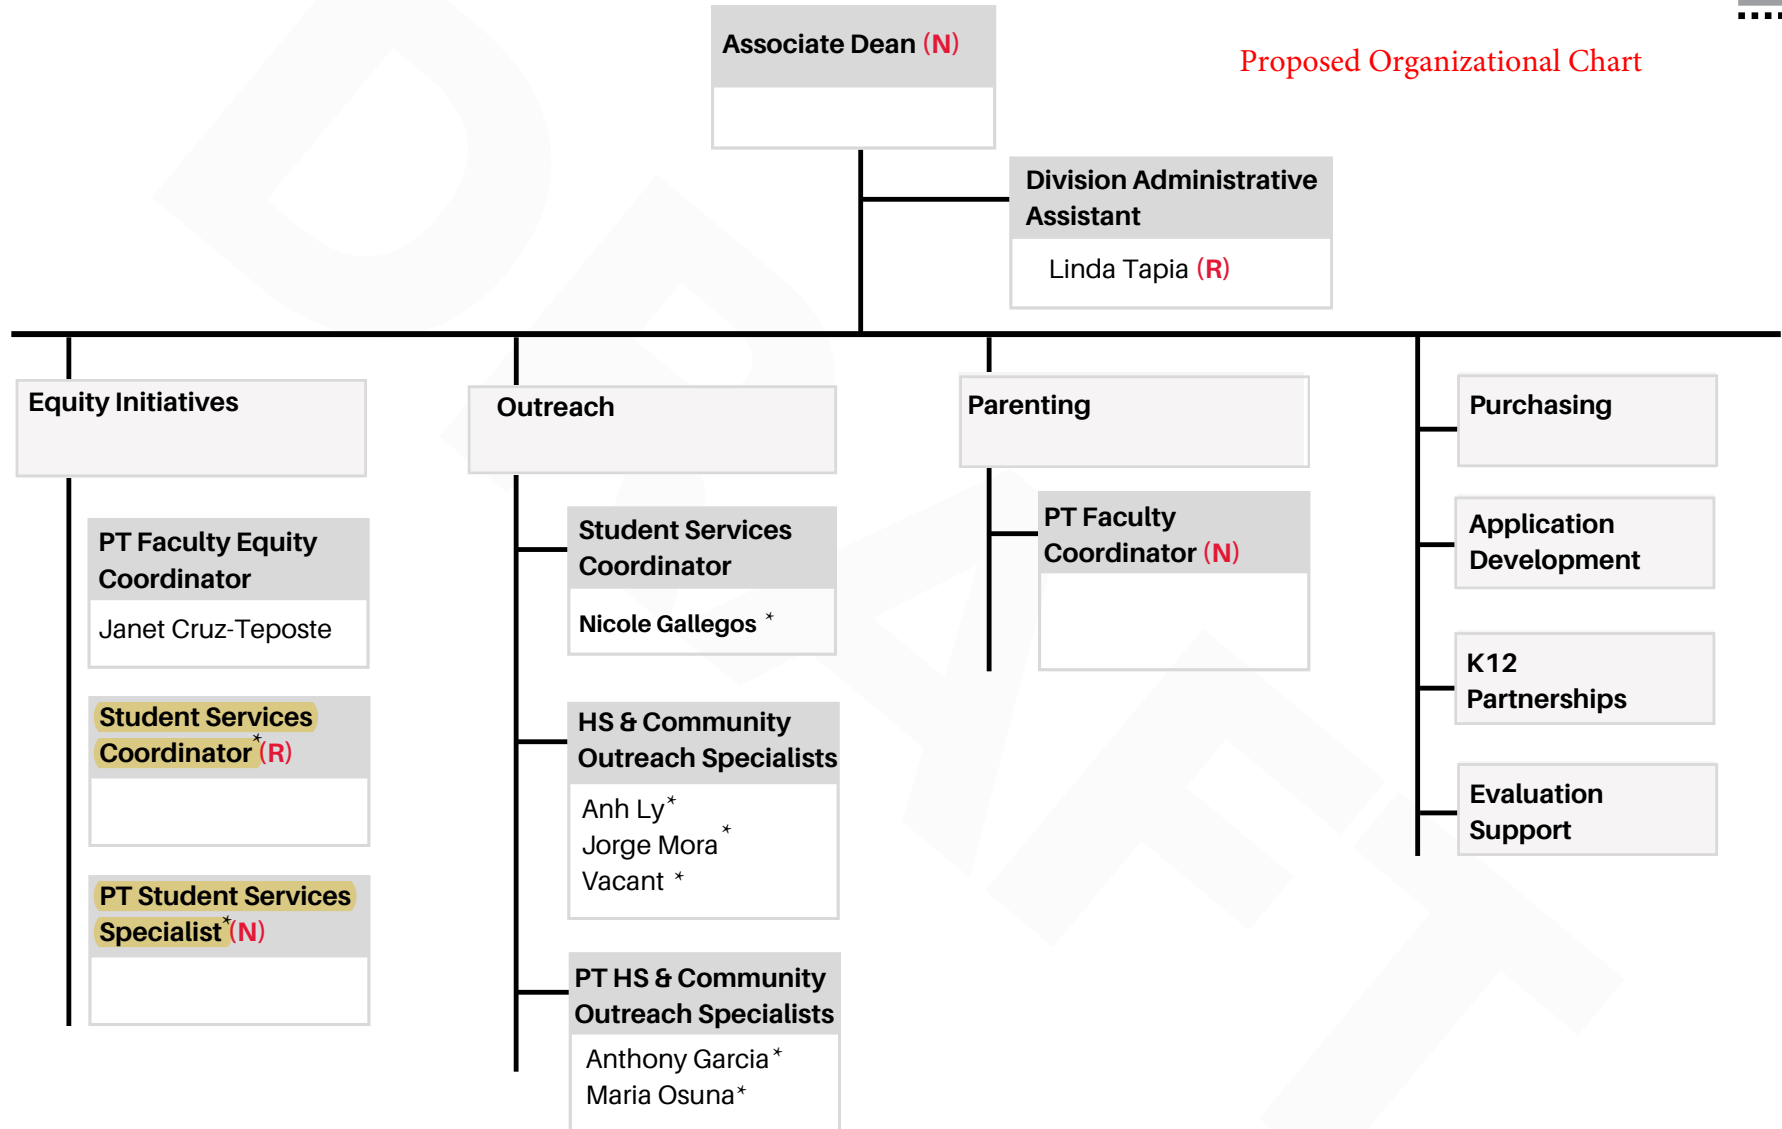 Associate Dean (N)
Proposed Organizational Chart
Division Administrative
Assistant
Linda Tapia (R)
Equity Initiatives
PT Faculty Equity
Coordinator
Janet Cruz-Teposte
Student Services
Coordinator*(R)
PT Student Services
Specialist*(N)
Outreach
Student Services
Coordinator
Nicole Gallegos *
HS & Community
Outreach Specialists
Anh Ly*
Jorge Mora*
Vacant *
PT HS & Community
Outreach Specialists
Anthony Garcia*
Maria Osuna*
Parenting
PT Faculty
Coordinator (N)
Purchasing
Application
Development
K12
Partnerships
Evaluation
Support
DRAFT